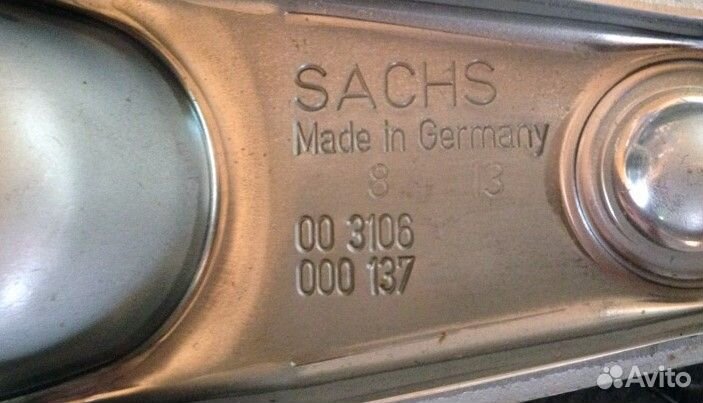 SACHS
Made in Germany
8 13
00 3106
000 137
Avito